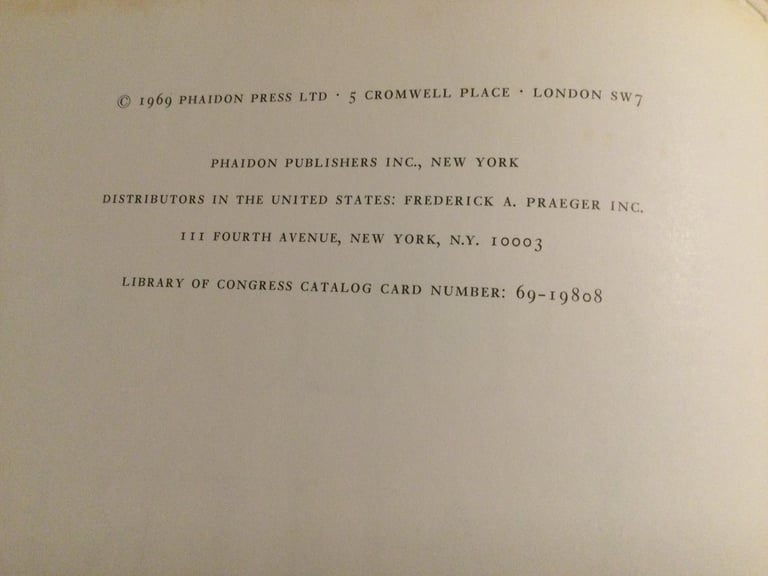 © 1969 PHAIDON PRESS LTD · 5 CROMWELL PLACE · LONDON SW7
PHAIDON PUBLISHERS INC., NEW YORK
DISTRIBUTORS IN THE UNITED STATES: FREDERICK A. PRAEGER INC.
111 FOURTH AVENUE, NEW YORK, N.Y. 10003
LIBRARY OF CONGRESS CATALOG CARD NUMBER: 69-19808